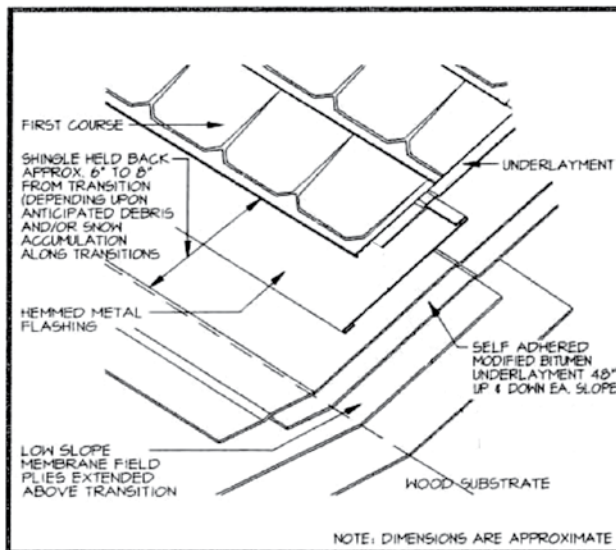 FIRST COURSE
SHINGLE HELD BACK
APPROX. 6" TO 8"
FROM TRANSITION
(DEPENDING UPON
ANTICIPATED DEBRIS
AND/OR SNOW
ACCUMULATION
ALONG TRANSITIONS
HEMMED METAL
FLASHING
LOW SLOPE
MEMBRANE FIELD
PLIES EXTENDED
ABOVE TRANSITION
UNDERLAYMENT
SELF ADHERED
MODIFIED BITUMEN
UNDERLAYMENT 48"
UP & DOWN EA. SLOPE
WOOD SUBSTRATE
NOTE: DIMENSIONS ARE APPROXIMATE